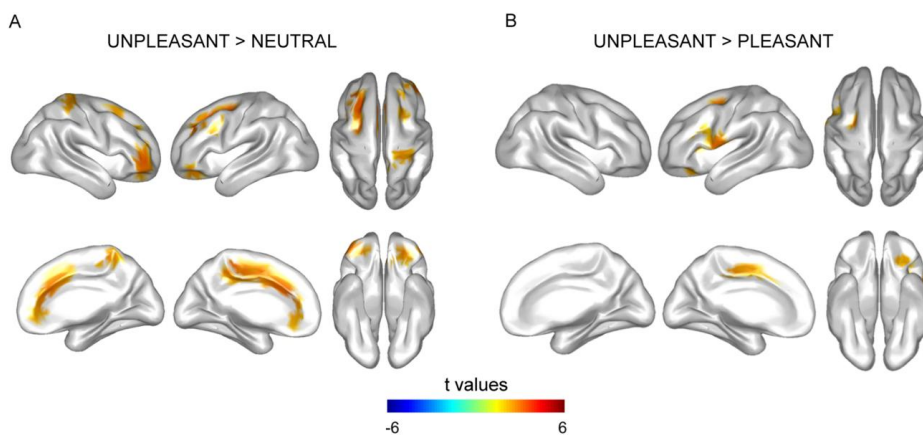 A
UNPLEASANT > NEUTRAL
B
UNPLEASANT > PLEASANT
t values
-6
6